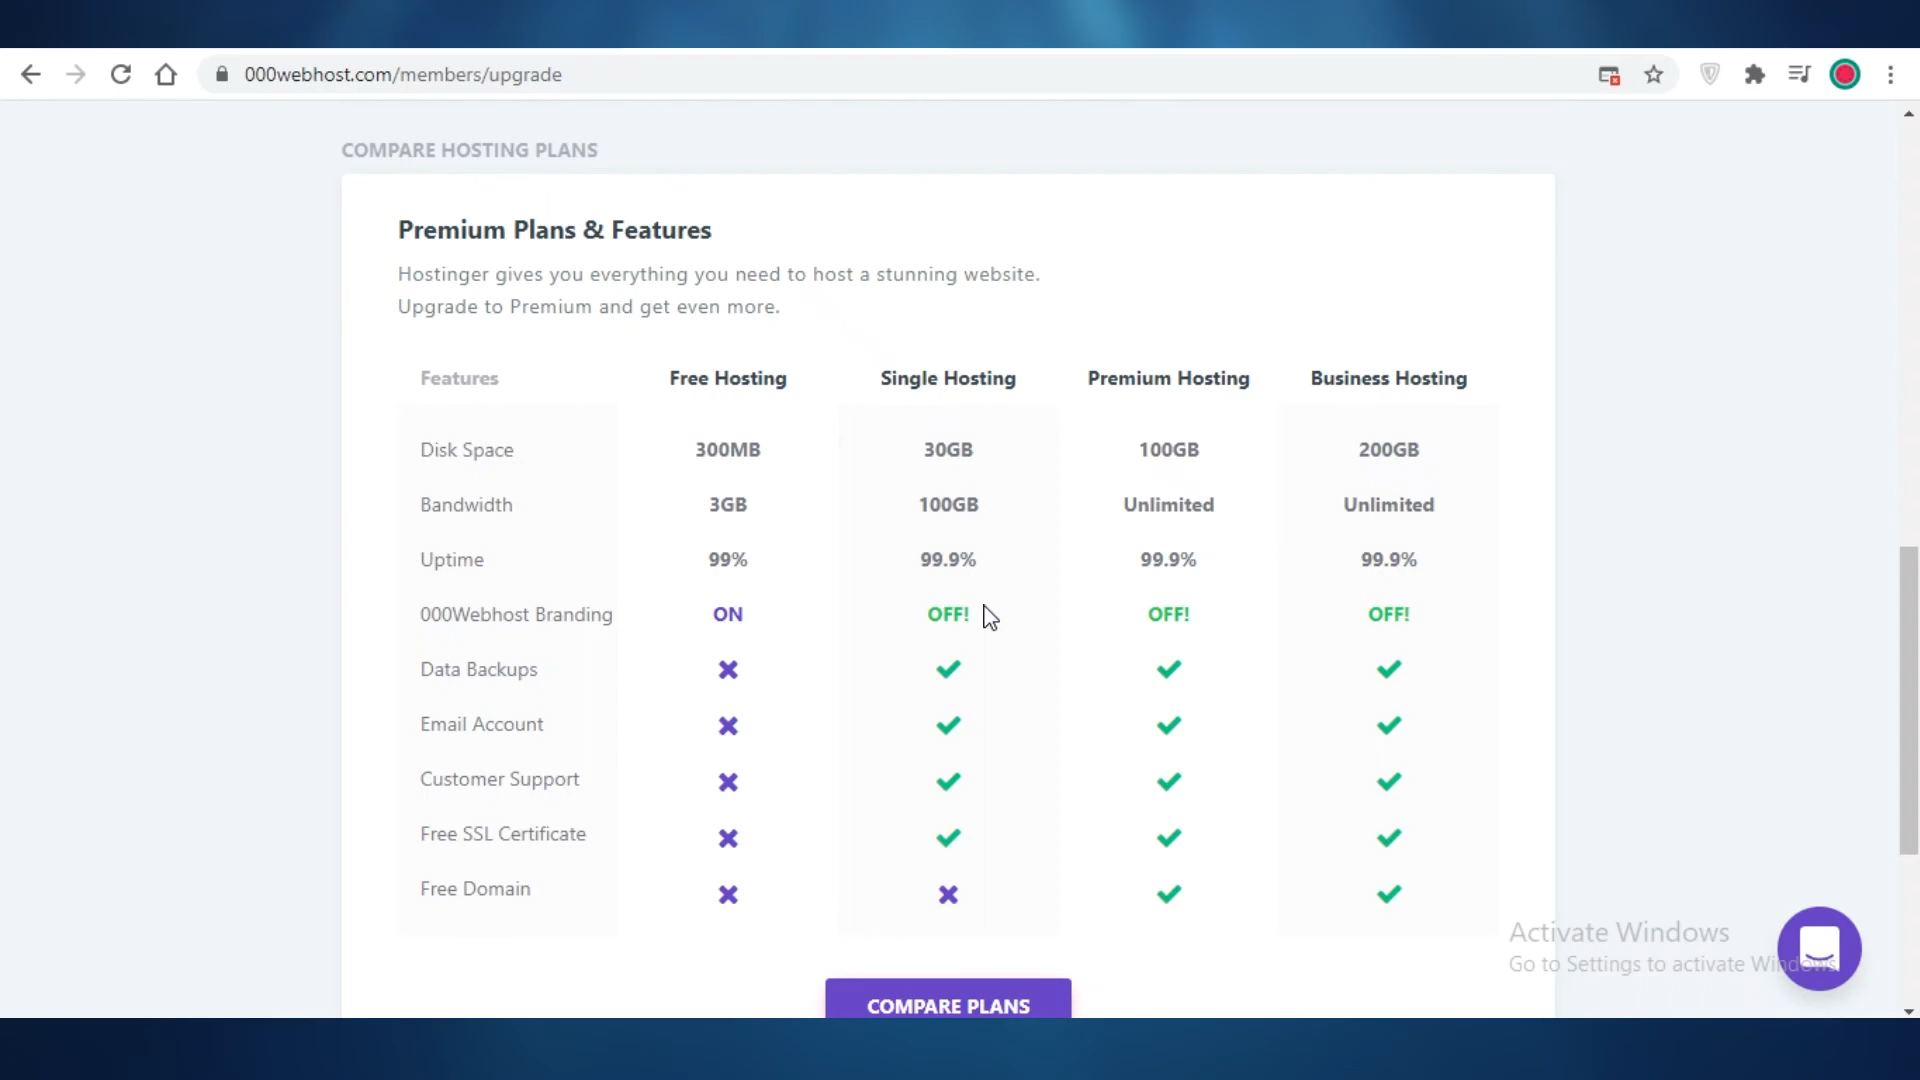 000webhost.com/members/upgrade
COMPARE HOSTING PLANS
Premium Plans & Features
Hostinger gives you everything you need to host a stunning website.
Upgrade to Premium and get even more.
Features Free Hosting Single Hosting Premium Hosting Business Hosting
Disk Space 300MB 30GB 100GB 200GB
Bandwidth 3GB 100GB Unlimited Unlimited
Uptime 99% 99.9% 99.9% 99.9%
000Webhost Branding ON OFF! OFF! OFF!
Data Backups
Email Account
Customer Support
Free SSL Certificate
Free Domain
Activate Windows
Go to Settings to activate Windows.
COMPARE PLANS